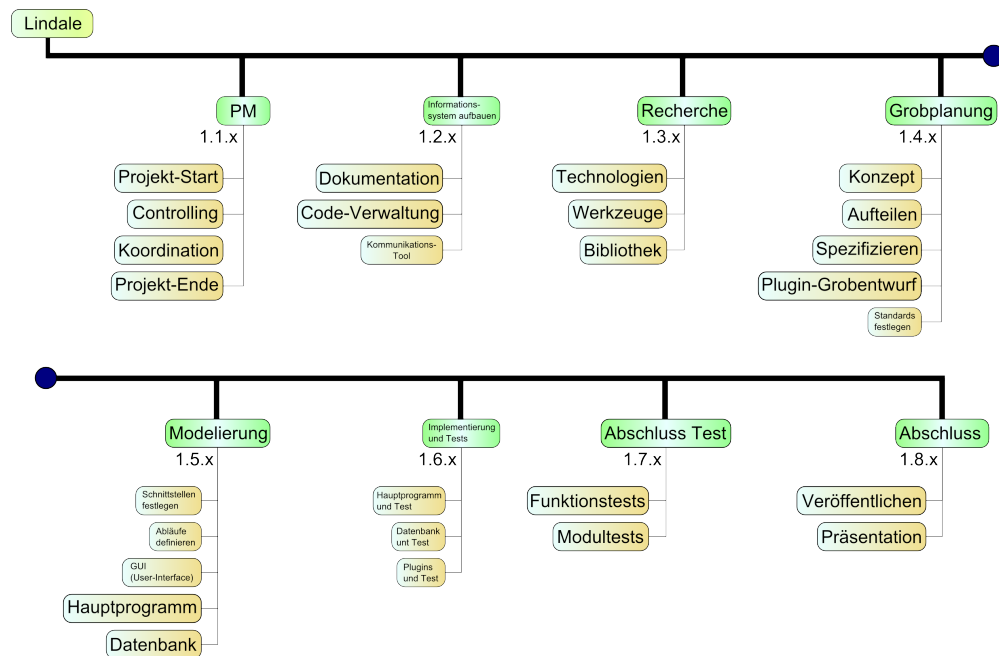 Lindale
PM
1.1.x
Projekt-Start
Controlling
Koordination
Projekt-Ende
Informations-
system aufbauen
1.2.x
Dokumentation
Code-Verwaltung
Kommunikations-
Tool
Recherche
1.3.x
Technologien
Werkzeuge
Bibliothek
Grobplanung
1.4.x
Konzept
Aufteilen
Spezifizieren
Plugin-Grobentwurf
Standards
festlegen
Modelierung
1.5.x
Schnittstellen
festlegen
Abläufe
definieren
GUI
(User-Interface)
Hauptprogramm
Datenbank
Implementierung
und Tests
1.6.x
Hauptprogramm
und Test
Datenbank
unt Test
Plugins
und Test
Abschluss Test
1.7.x
Funktionstests
Modultests
Abschluss
1.8.x
Veröffentlichen
Präsentation